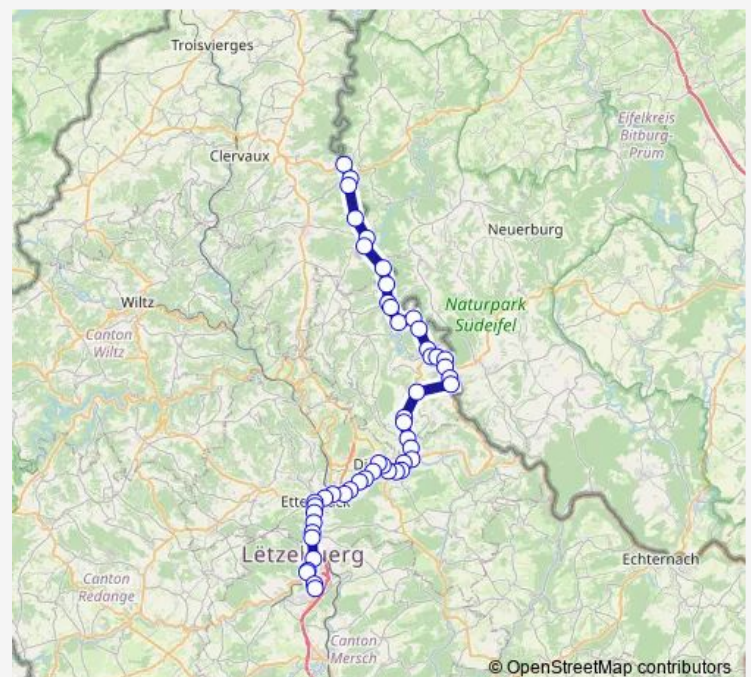 Troisvierges
Clervaux
Eifelkreis
Bitburg-
Prüm
Neuerburg
Wiltz
Canton
Wiltz
Naturpark
Südeifel
Lëtzebuerg
Echternach
Canton
Redange
Canton
Mersch
© OpenStreetMap contributors